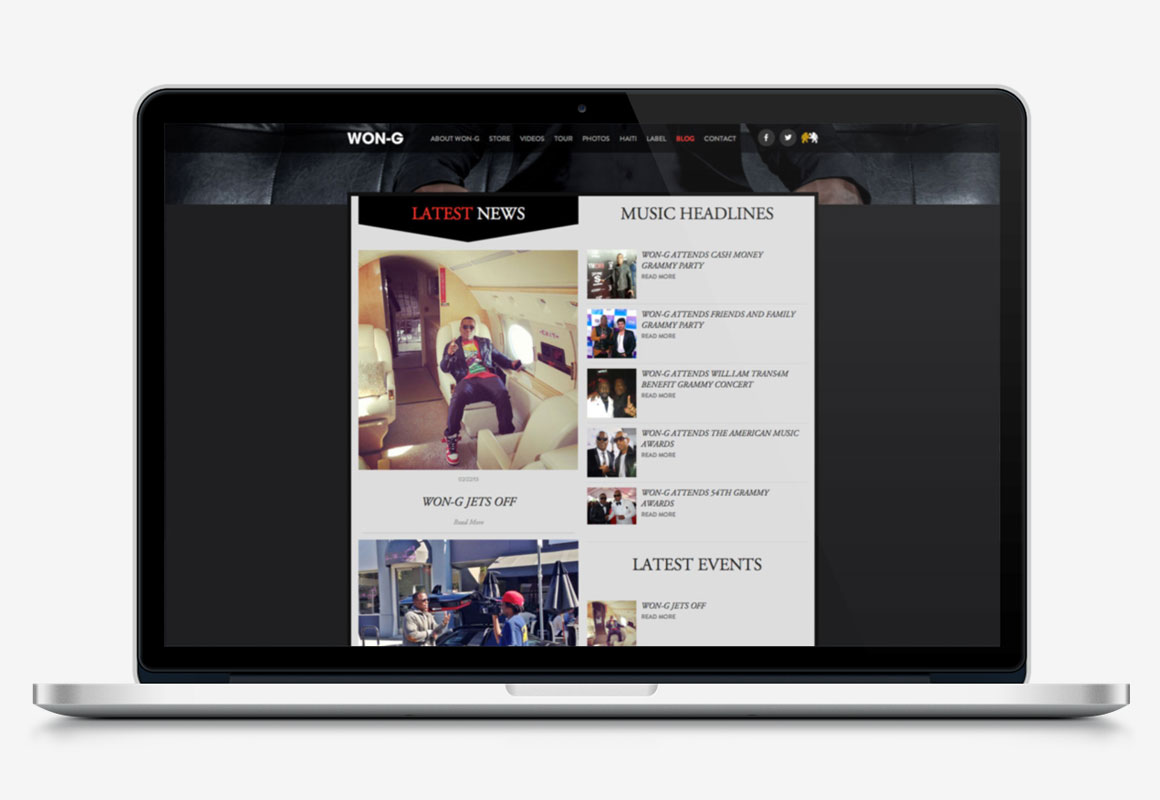 WON-G
ABOUT WON-G STORE VIDEOS TOUR PHOTOS HAITI LABEL BLOG CONTACT
LATEST NEWS
WON-G JETS OFF
Read More
MUSIC HEADLINES
WON-G ATTENDS CASH MONEY
GRAMMY PARTY
READ MORE
WON-G ATTENDS FRIENDS AND FAMILY
GRAMMY PARTY
READ MORE
WON-G ATTENDS WILL.I.AM TRANS4M
BENEFIT GRAMMY CONCERT
READ MORE
WON-G ATTENDS THE AMERICAN MUSIC
AWARDS
READ MORE
WON-G ATTENDS 54TH GRAMMY
AWARDS
READ MORE
LATEST EVENTS
WON-G JETS OFF
READ MORE